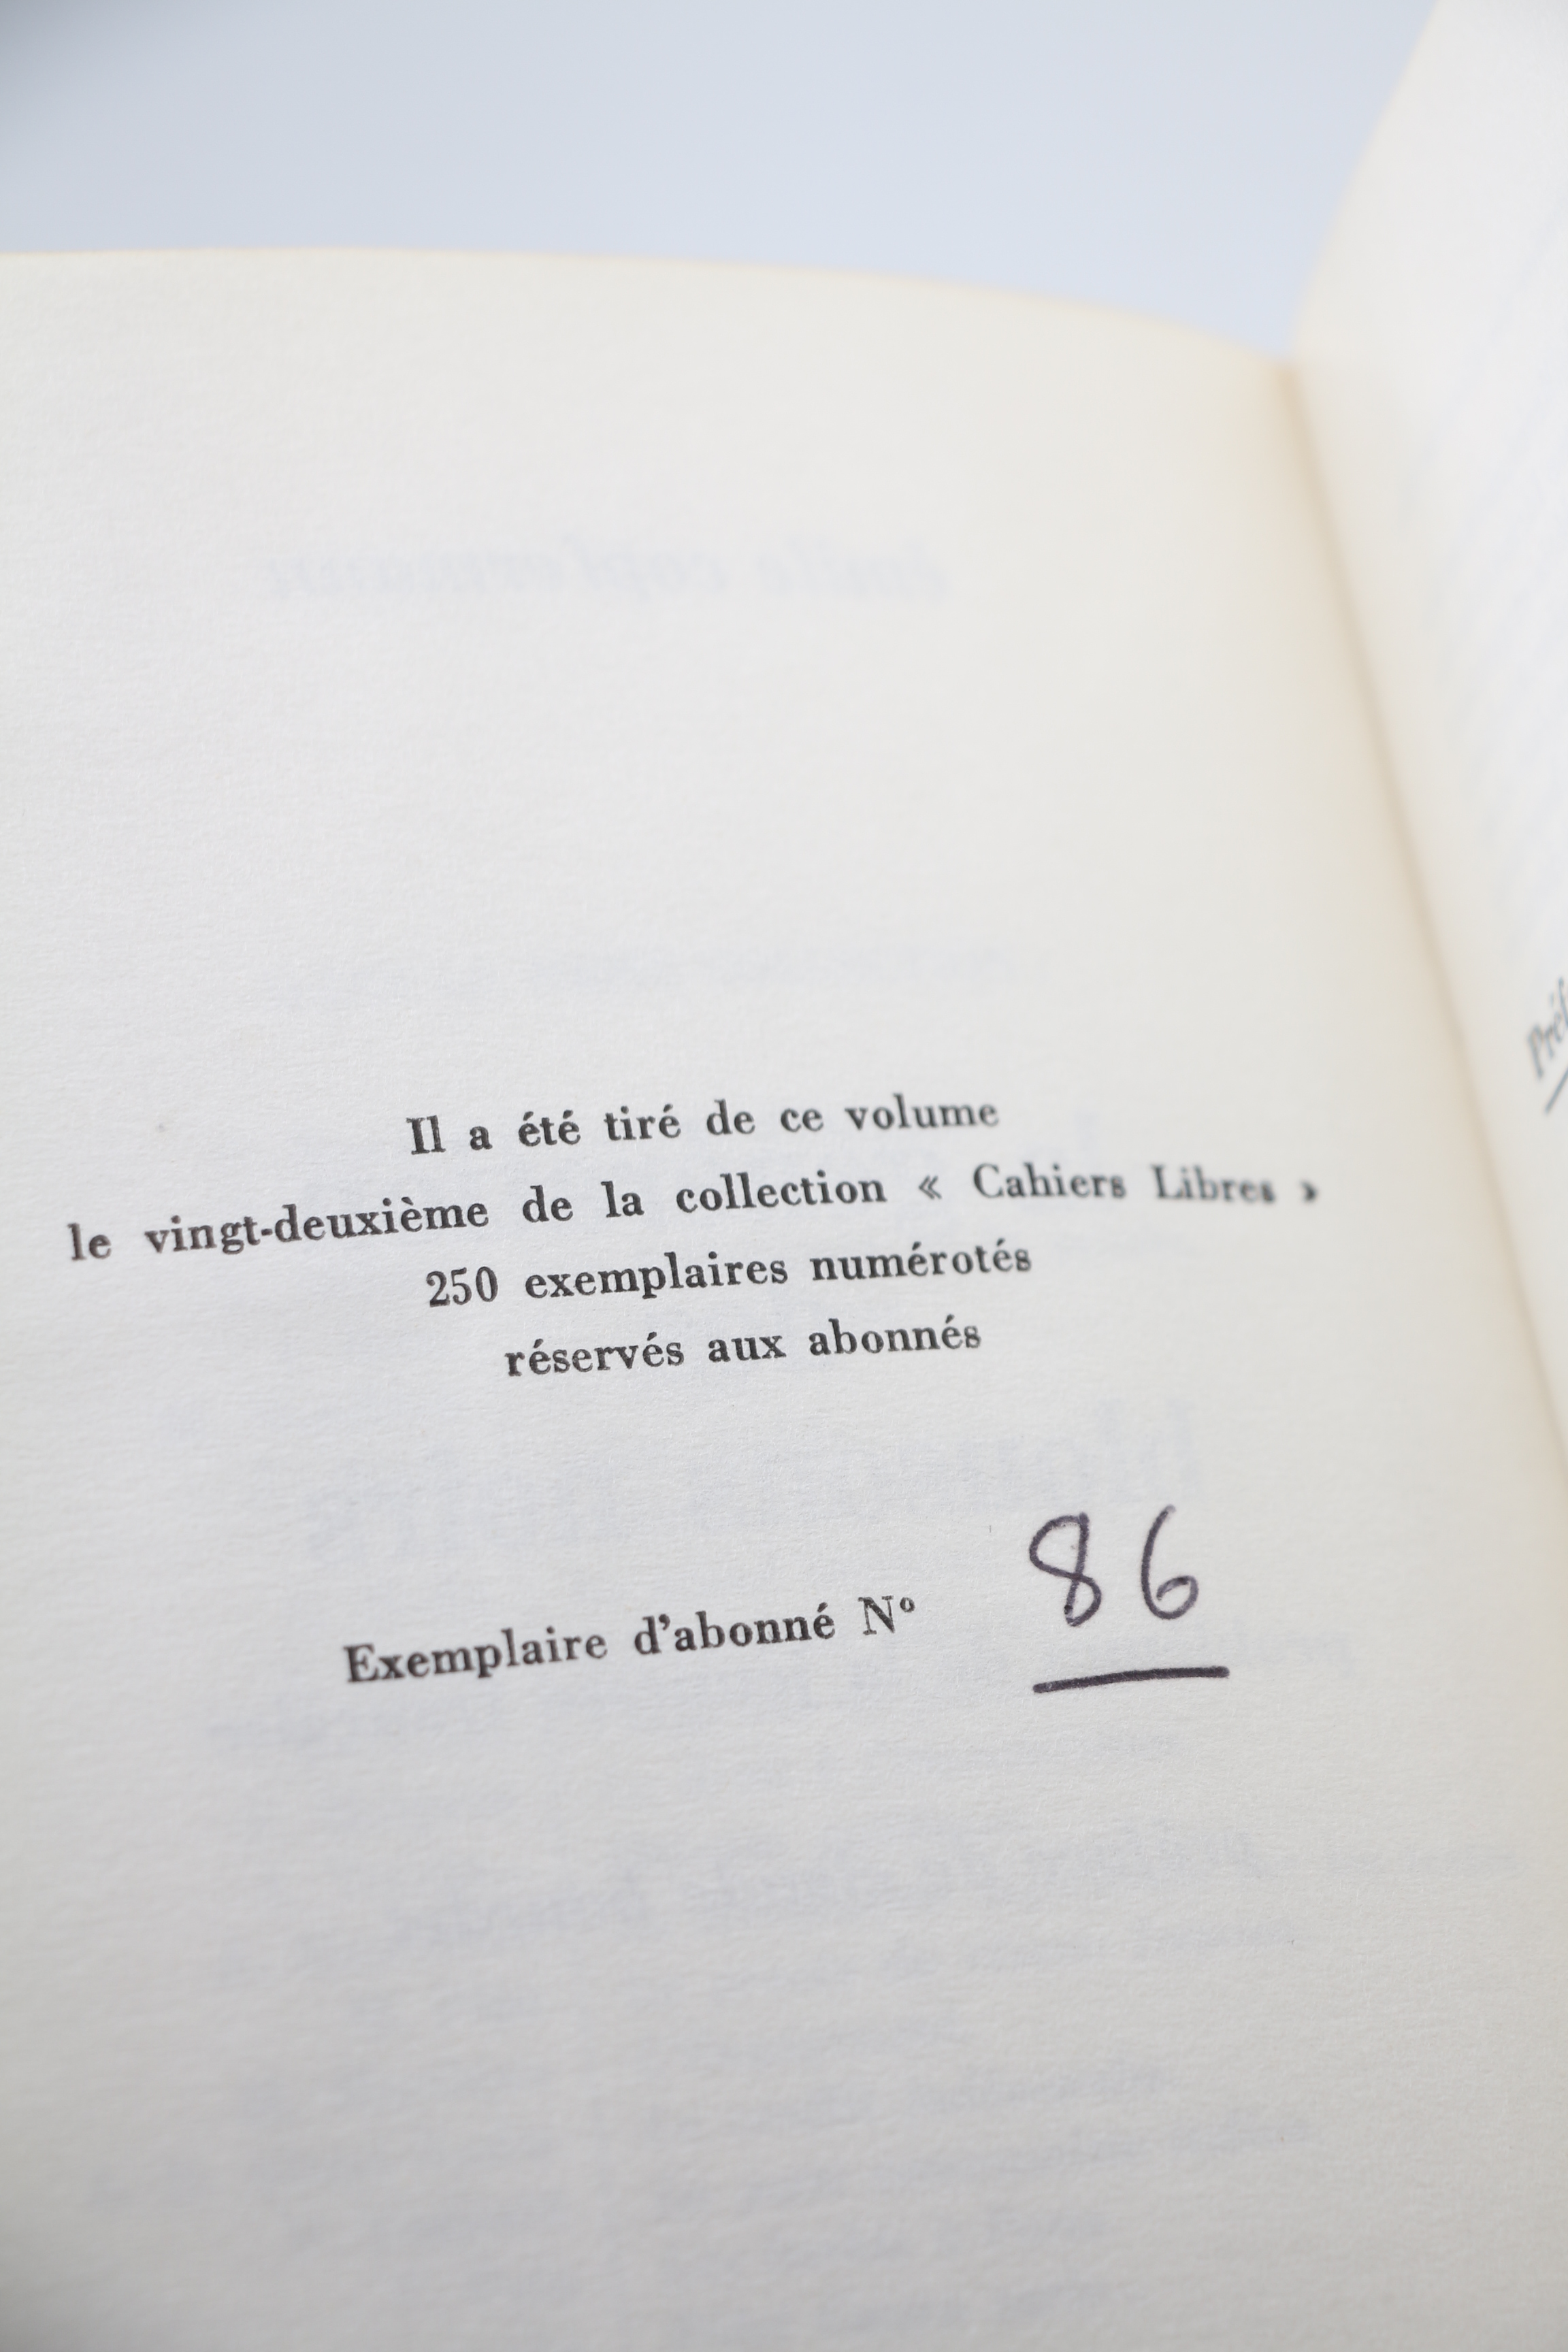 Il a été tiré de ce volume
le vingt-deuxième de la collection « Cahiers Libres »
250 exemplaires numérotés
réservés aux abonnés
Exemplaire d'abonné N° 86